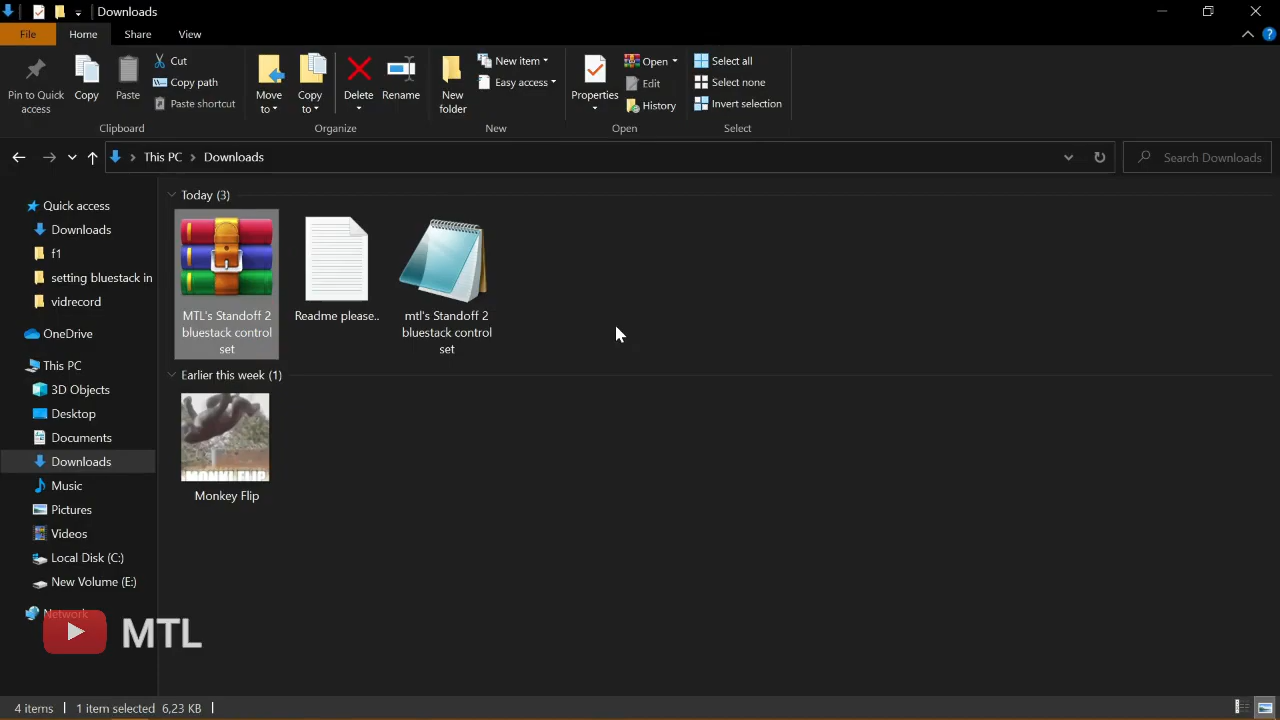 Downloads
File Home Share View
Pin to Quick access
Copy
Paste
Cut
Copy path
Paste shortcut
Clipboard
Move to
Copy to
Delete
Rename
Organize
New folder
New item
Easy access
New
Properties
Open
Edit
History
Open
Select all
Select none
Invert selection
Select
This PC > Downloads
Search Downloads
Quick access
Downloads
f1
setting bluestack in
vidrecord
OneDrive
This PC
3D Objects
Desktop
Documents
Downloads
Music
Pictures
Videos
Local Disk (C:)
New Volume (E:)
Network
MTL
Today (3)
MTL's Standoff 2
bluestack control
set
Readme please..
mtl's Standoff 2
bluestack control
set
Earlier this week (1)
MONKI FLIP
Monkey Flip
4 items 1 item selected 6,23 KB